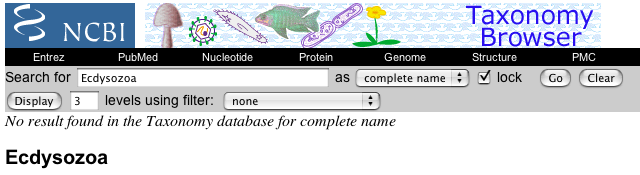 NCBI
Taxonomy
Browser
Entrez PubMed Nucleotide Protein Genome Structure PMC
Search for Ecdysozoa as complete name lock Go Clear
Display 3 levels using filter: none
No result found in the Taxonomy database for complete name
Ecdysozoa